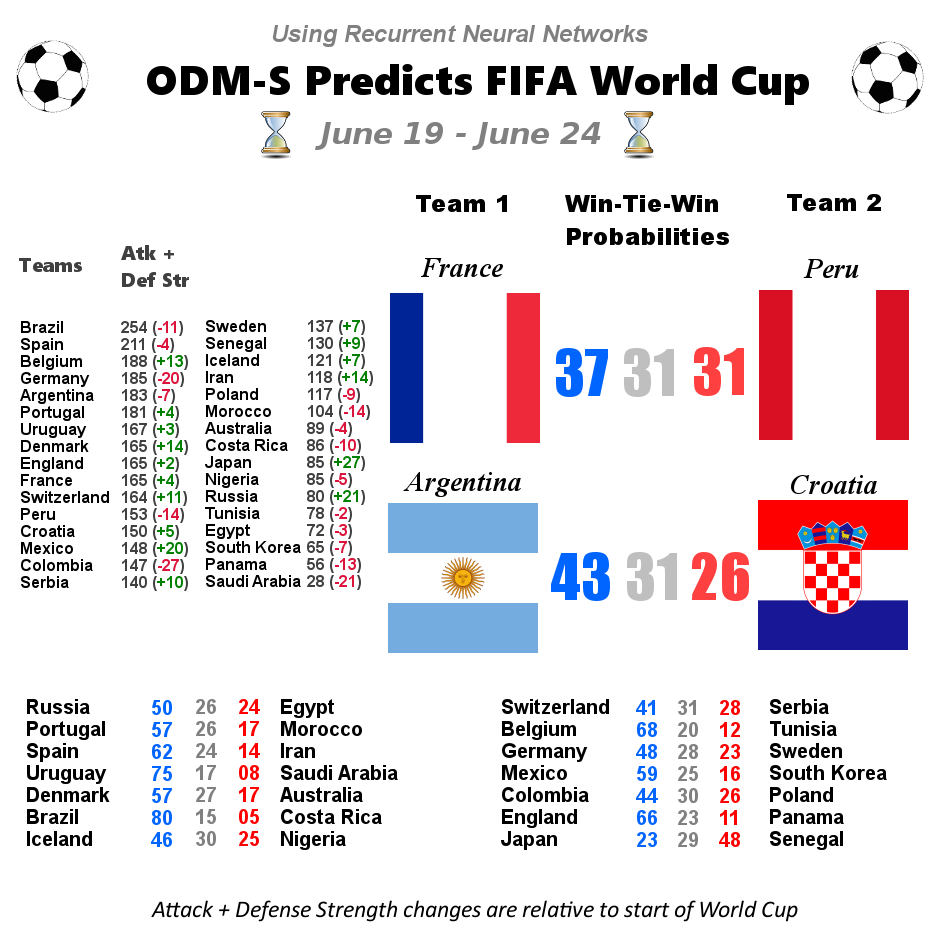 Using Recurrent Neural Networks
ODM-S Predicts FIFA World Cup
June 19 - June 24
Team 1 Win-Tie-Win Probabilities Team 2
Teams Atk + Def Str
France Peru
37 31 31
Argentina Croatia
43 31 26
Brazil 254 (-11) Sweden 137 (+7)
Spain 211 (-4) Senegal 130 (+9)
Belgium 188 (+13) Iceland 121 (+7)
Germany 185 (-20) Iran 118 (+14)
Argentina 183 (-7) Poland 117 (-9)
Portugal 181 (+4) Morocco 104 (-14)
Uruguay 167 (+3) Australia 89 (-4)
Denmark 165 (+14) Costa Rica 86 (-10)
England 165 (+2) Japan 85 (+27)
France 165 (+4) Nigeria 85 (-5)
Switzerland 164 (+11) Russia 80 (+21)
Peru 153 (-14) Tunisia 78 (-2)
Croatia 150 (+5) Egypt 72 (-3)
Mexico 148 (+20) South Korea 65 (-7)
Colombia 147 (-27) Panama 56 (-13)
Serbia 140 (+10) Saudi Arabia 28 (-21)
Russia 50 26 24 Egypt Switzerland 41 31 28 Serbia
Portugal 57 26 17 Morocco Belgium 68 20 12 Tunisia
Spain 62 24 14 Iran Germany 48 28 23 Sweden
Uruguay 75 17 08 Saudi Arabia Mexico 59 25 16 South Korea
Denmark 57 27 17 Australia Colombia 44 30 26 Poland
Brazil 80 15 05 Costa Rica England 66 23 11 Panama
Iceland 46 30 25 Nigeria Japan 23 29 48 Senegal
Attack + Defense Strength changes are relative to start of World Cup